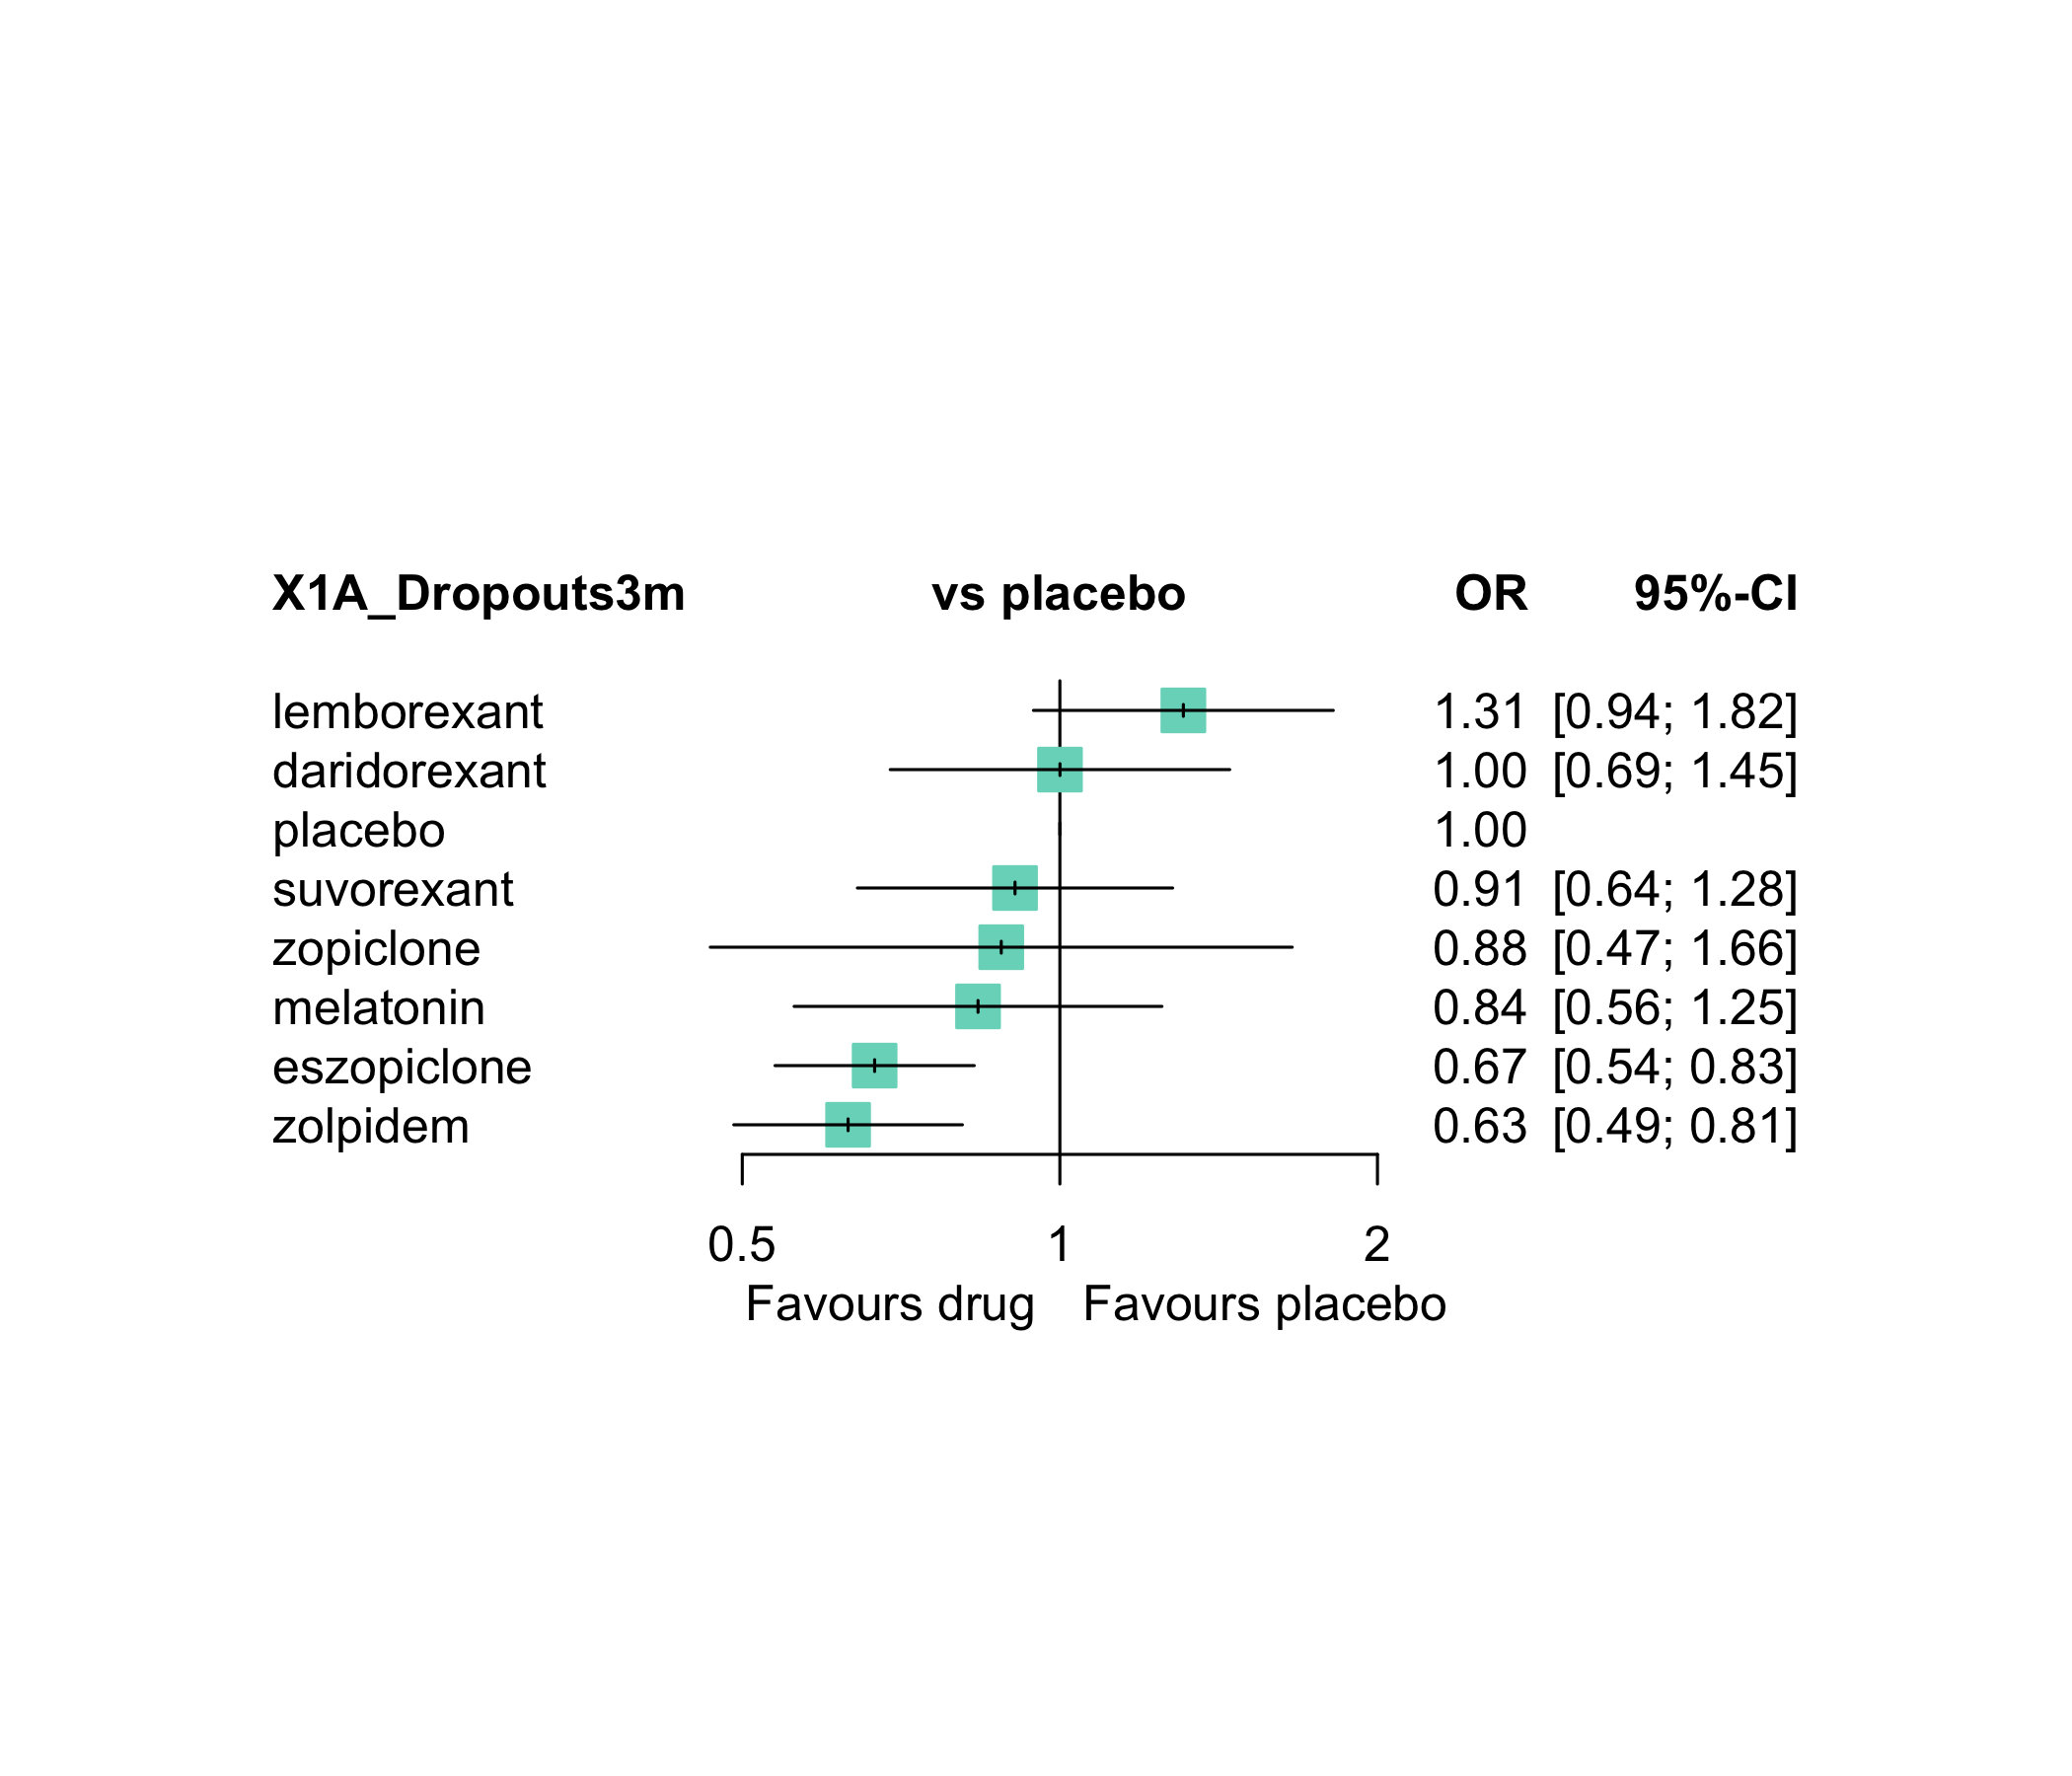 X1A_Dropouts3m vs placebo OR 95%-CI
lemborexant 1.31 [0.94; 1.82]
daridorexant 1.00 [0.69; 1.45]
placebo 1.00
suvorexant 0.91 [0.64; 1.28]
zopiclone 0.88 [0.47; 1.66]
melatonin 0.84 [0.56; 1.25]
eszopiclone 0.67 [0.54; 0.83]
zolpidem 0.63 [0.49; 0.81]
0.5 1 2
Favours drug Favours placebo